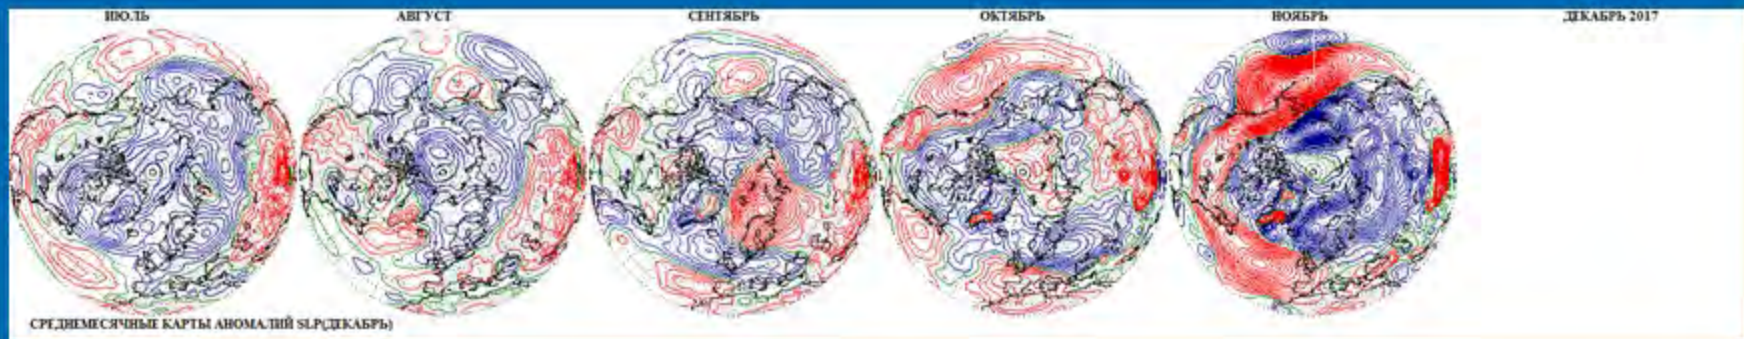 ИЮЛЬ АВГУСТ СЕНТЯБРЬ ОКТЯБРЬ НОЯБРЬ ДЕКАБРЬ 2017
СРЕДНЕМЕСЯЧНЫЕ КАРТЫ АНОМАЛИЙ SLP(ДЕКАБРЬ)